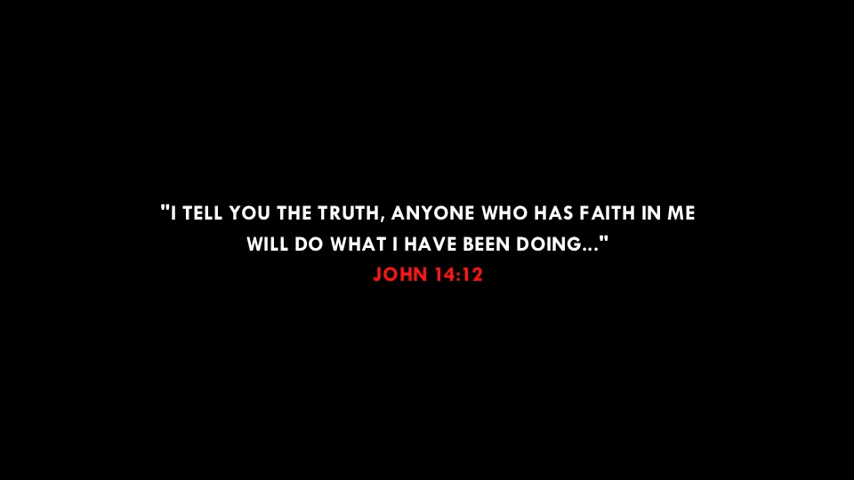 "I TELL YOU THE TRUTH, ANYONE WHO HAS FAITH IN ME
WILL DO WHAT I HAVE BEEN DOING..."
JOHN 14:12